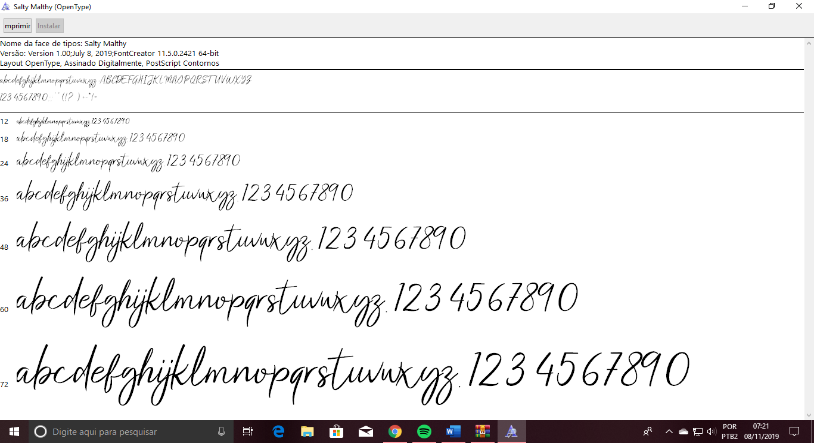 Salty Malthy (OpenType)
Imprimir Instalar
Nome da face de tipos: Salty Malthy
Versão: Version 1.00;July 8, 2019;FontCreator 11.5.0.2421 64-bit
Layout OpenType, Assinado Digitalmente, PostScript Contornos
abcdefghijklmnopqrstuvwxyz ABCDEFGHIJKLMNOPQRSTUVWXYZ
1234567890
12 abcdefghijklmnopqrstuvwxyz 1234567890
18 abcdefghijklmnopqrstuvwxyz 1234567890
24 abcdefghijklmnopqrstuvwxyz 1234567890
36 abcdefghijklmnopqrstuvwxyz 1234567890
48 abcdefghijklmnopqrstuvwxyz. 1234567890
60 abcdefghijklmnopqrstuvwxyz. 1234567890
72 abcdefghijklmnopqrstuvwxyz. 1234567890
Digite aqui para pesquisar
POR
PTB2
07:21
08/11/2019